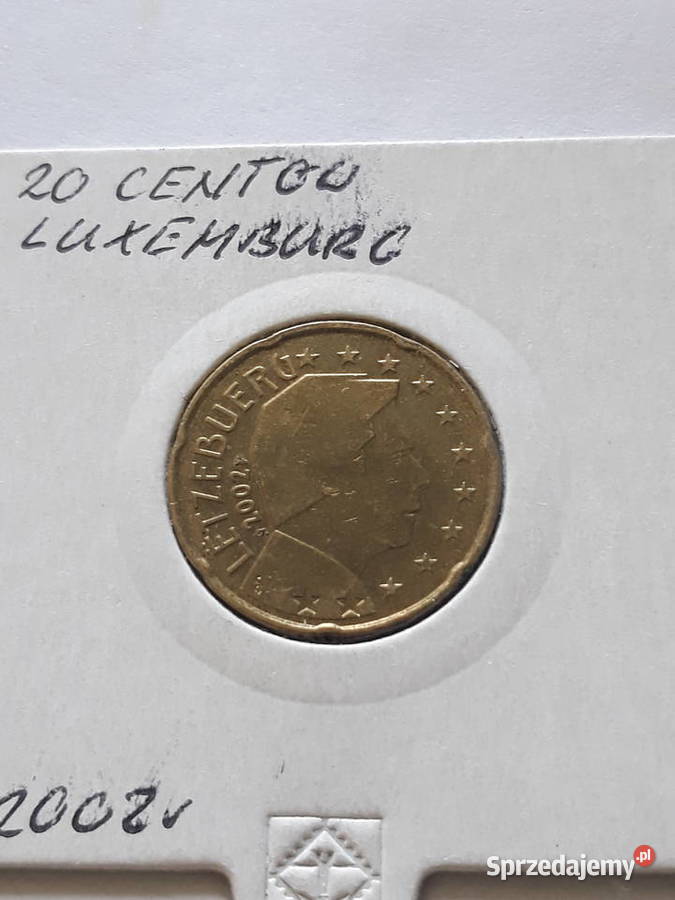 20 CENTOW
LUXEMBURG
LËTZEBUERG
2002
2002r
Sprzedajemy.pl